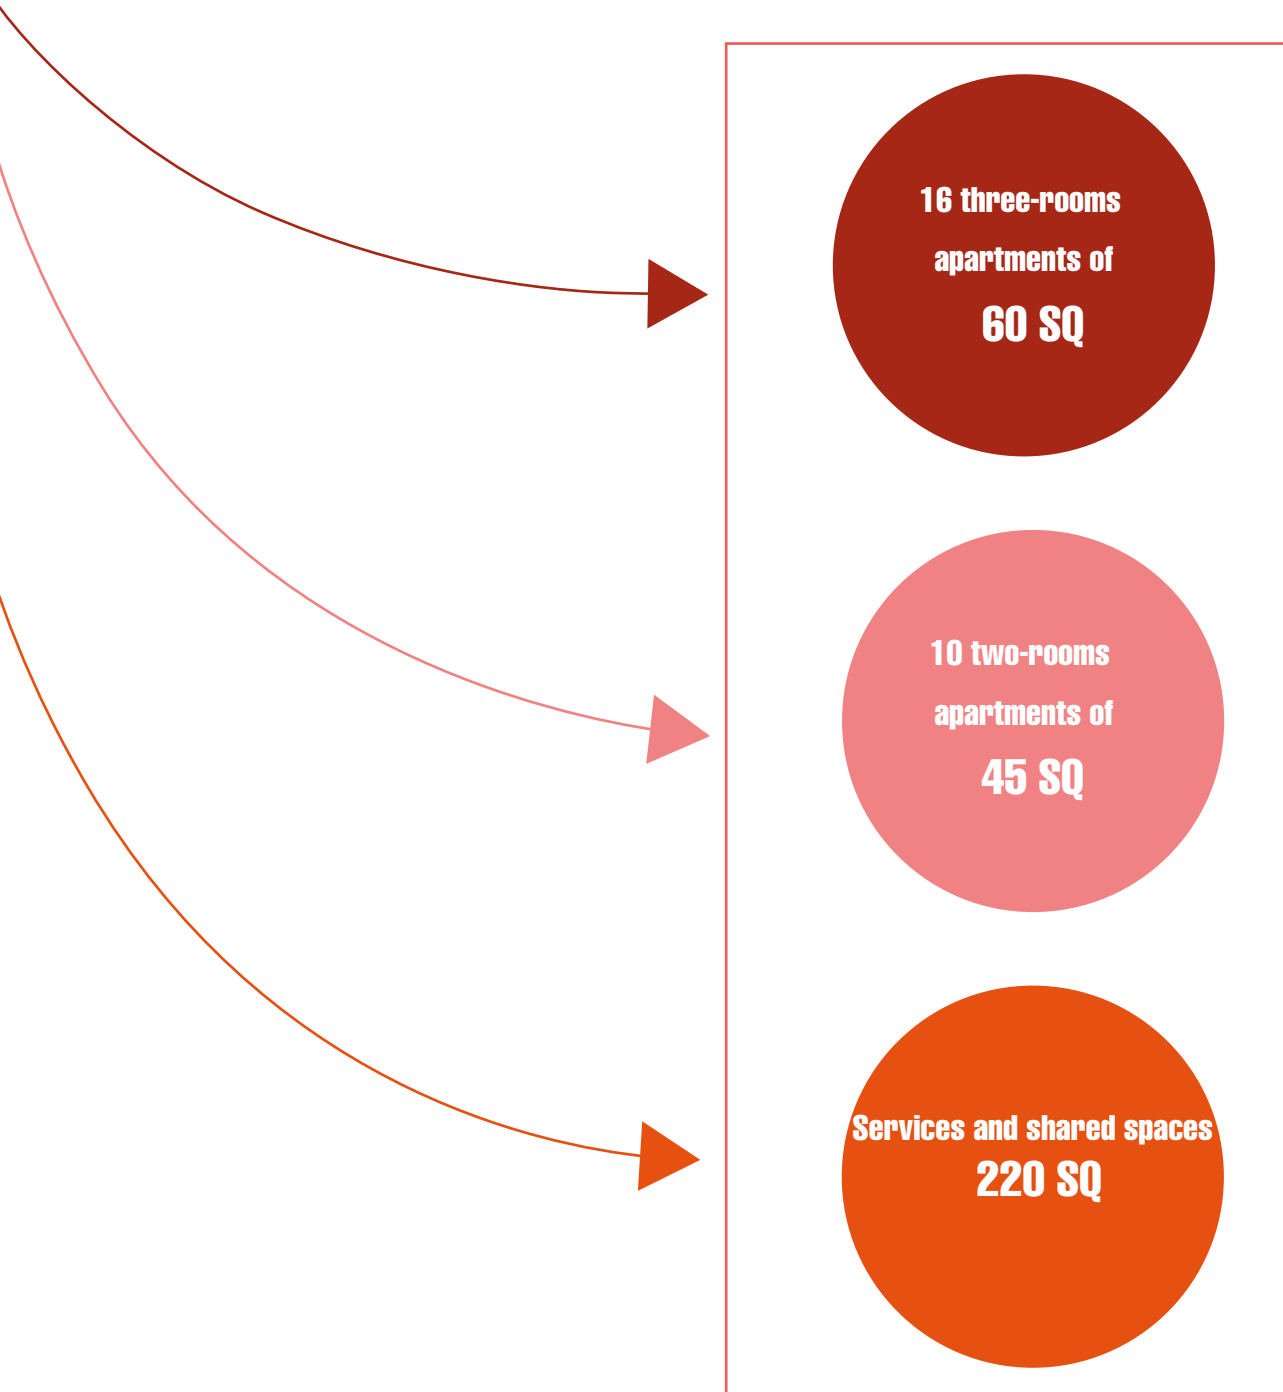 16 three-rooms
apartments of
60 SQ
10 two-rooms
apartments of
45 SQ
Services and shared spaces
220 SQ